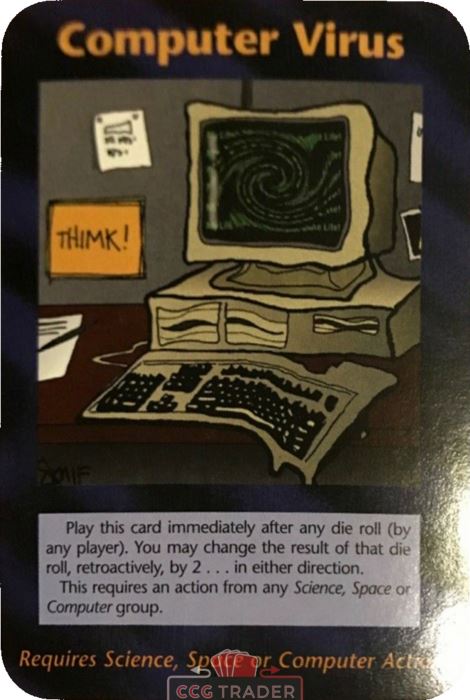 Computer Virus
THIMK!
Play this card immediately after any die roll (by
any player). You may change the result of that die
roll, retroactively, by 2 . . . in either direction.
This requires an action from any Science, Space or
Computer group.
Requires Science, Space or Computer
CCG TRADER